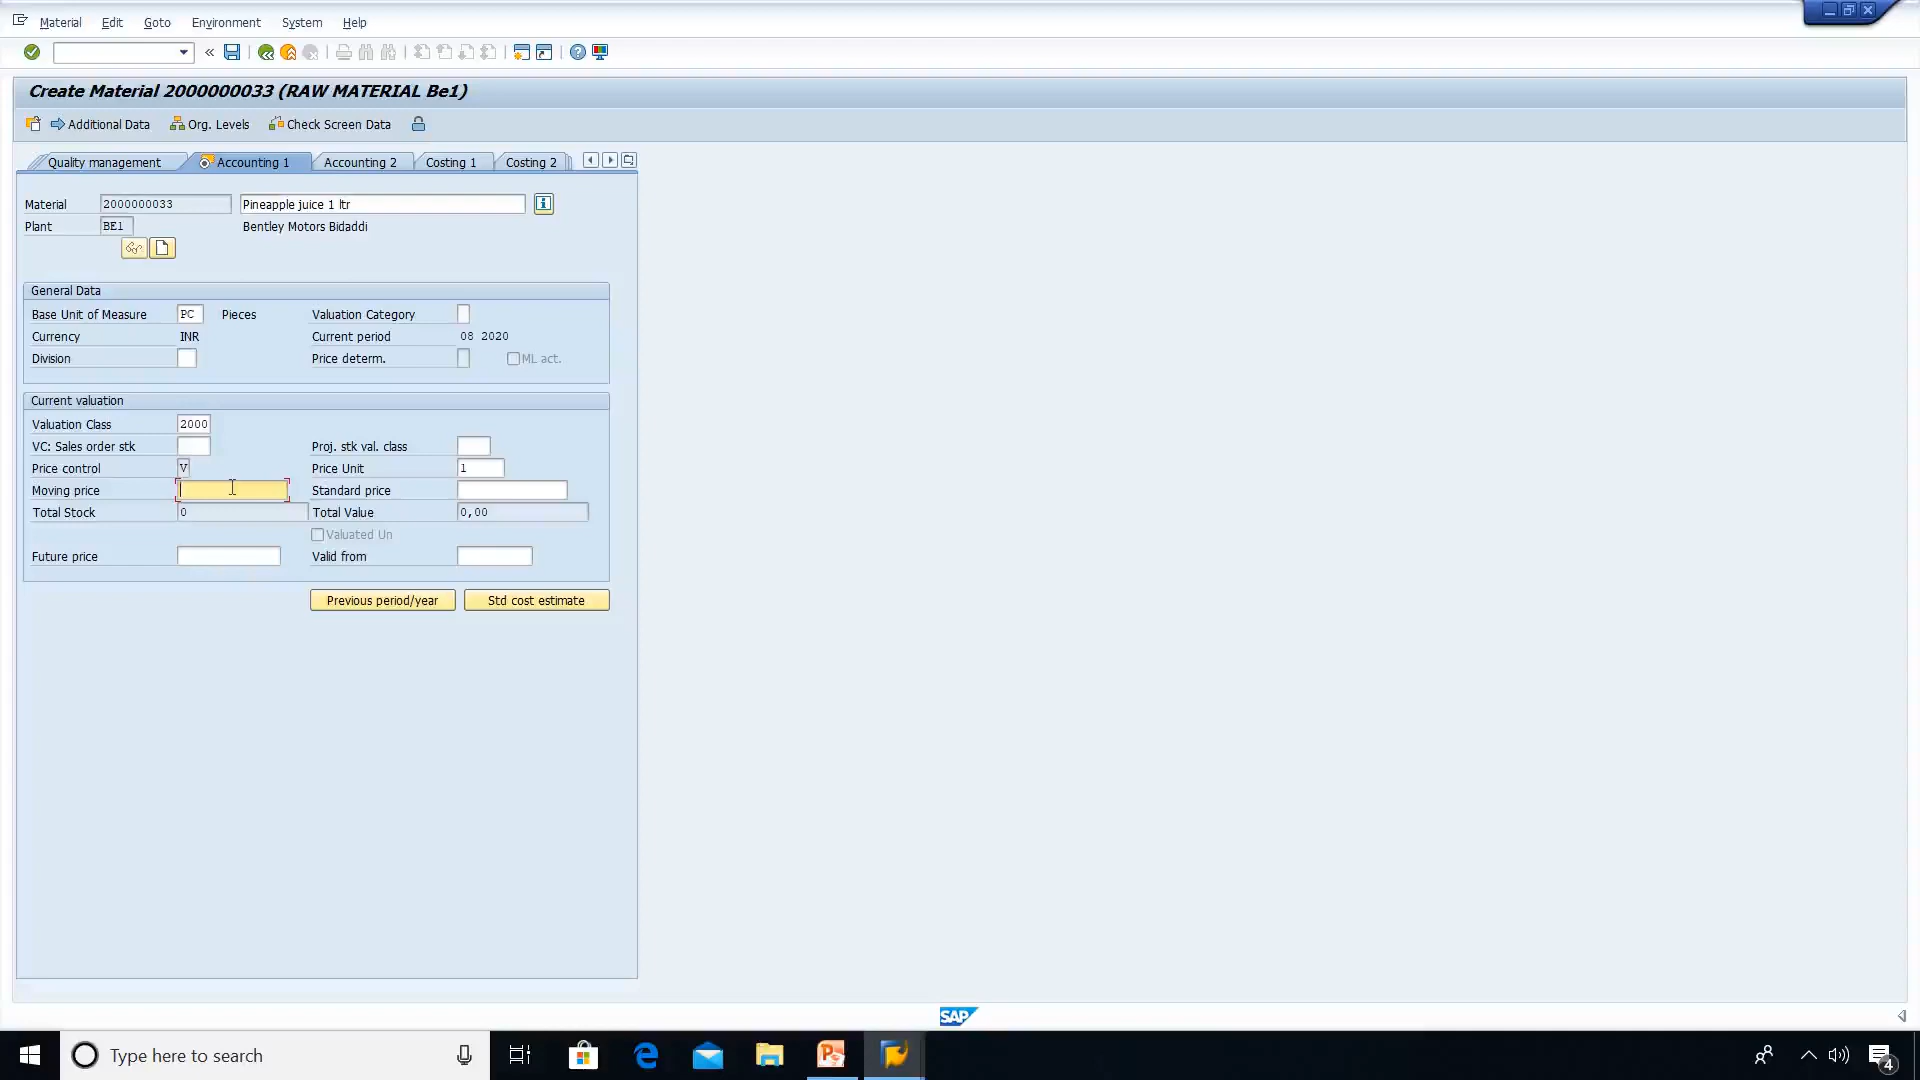 Material Edit Goto Environment System Help
Create Material 2000000033 (RAW MATERIAL Be1)
Additional Data Org. Levels Check Screen Data
Quality management Accounting 1 Accounting 2 Costing 1 Costing 2
Material 2000000033 Pineapple juice 1 ltr
Plant BE1 Bentley Motors Bidaddi
General Data
Base Unit of Measure PC Pieces Valuation Category
Currency INR Current period 08 2020
Division Price determ. ML act.
Current valuation
Valuation Class 2000
VC: Sales order stk Proj. stk val. class
Price control V Price Unit 1
Moving price Standard price
Total Stock 0 Total Value 0,00
Valuated Un
Future price Valid from
Previous period/year Std cost estimate
SAP
Type here to search
4